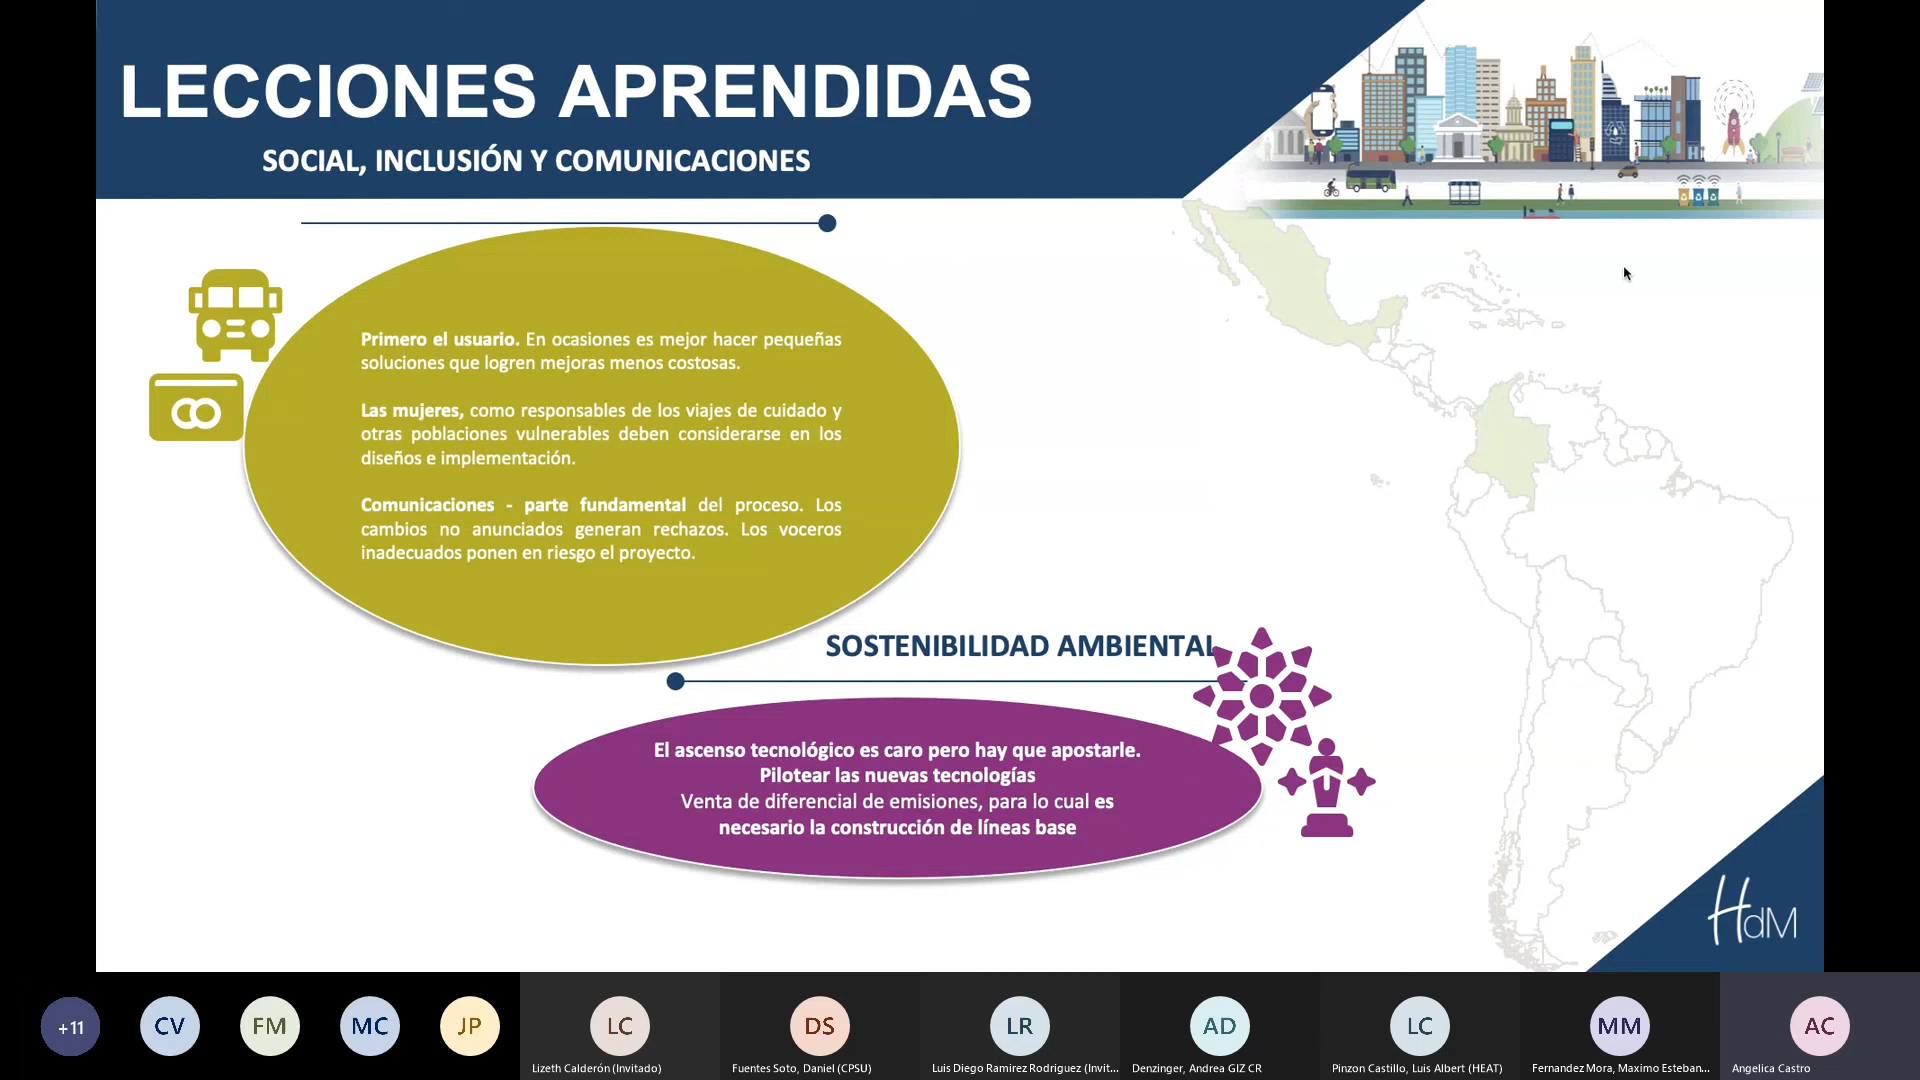 LECCIONES APRENDIDAS
SOCIAL, INCLUSIÓN Y COMUNICACIONES
Primero el usuario. En ocasiones es mejor hacer pequeñas
soluciones que logren mejoras menos costosas.
Las mujeres, como responsables de los viajes de cuidado y
otras poblaciones vulnerables deben considerarse en los
diseños e implementación.
Comunicaciones - parte fundamental del proceso. Los
cambios no anunciados generan rechazos. Los voceros
inadecuados ponen en riesgo el proyecto.
SOSTENIBILIDAD AMBIENTAL
El ascenso tecnológico es caro pero hay que apostarle.
Pilotear las nuevas tecnologías
Venta de diferencial de emisiones, para lo cual es
necesario la construcción de líneas base
HdM
+11
CV
FM
MC
JP
LC
DS
LR
AD
LC
MM
AC
Lizeth Calderón (Invitado)
Fuentes Soto, Daniel (CPSU)
Luis Diego Ramirez Rodriguez (Invit...
Denzinger, Andrea GIZ CR
Pinzon Castillo, Luis Albert (HEAT)
Fernandez Mora, Maximo Esteban...
Angelica Castro